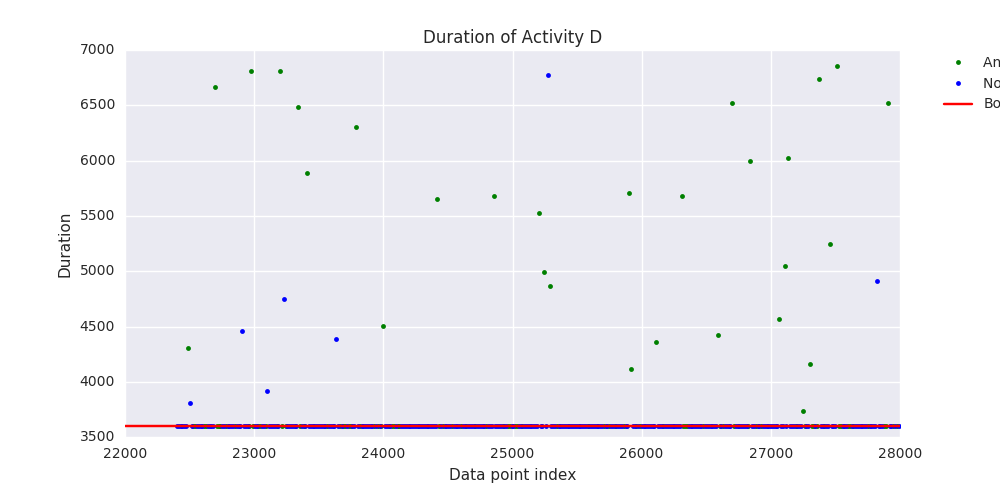 Duration of Activity D
7000
6500
6000
5500
5000
4500
4000
3500
Duration
22000 23000 24000 25000 26000 27000 28000
Data point index
An
No
Bo